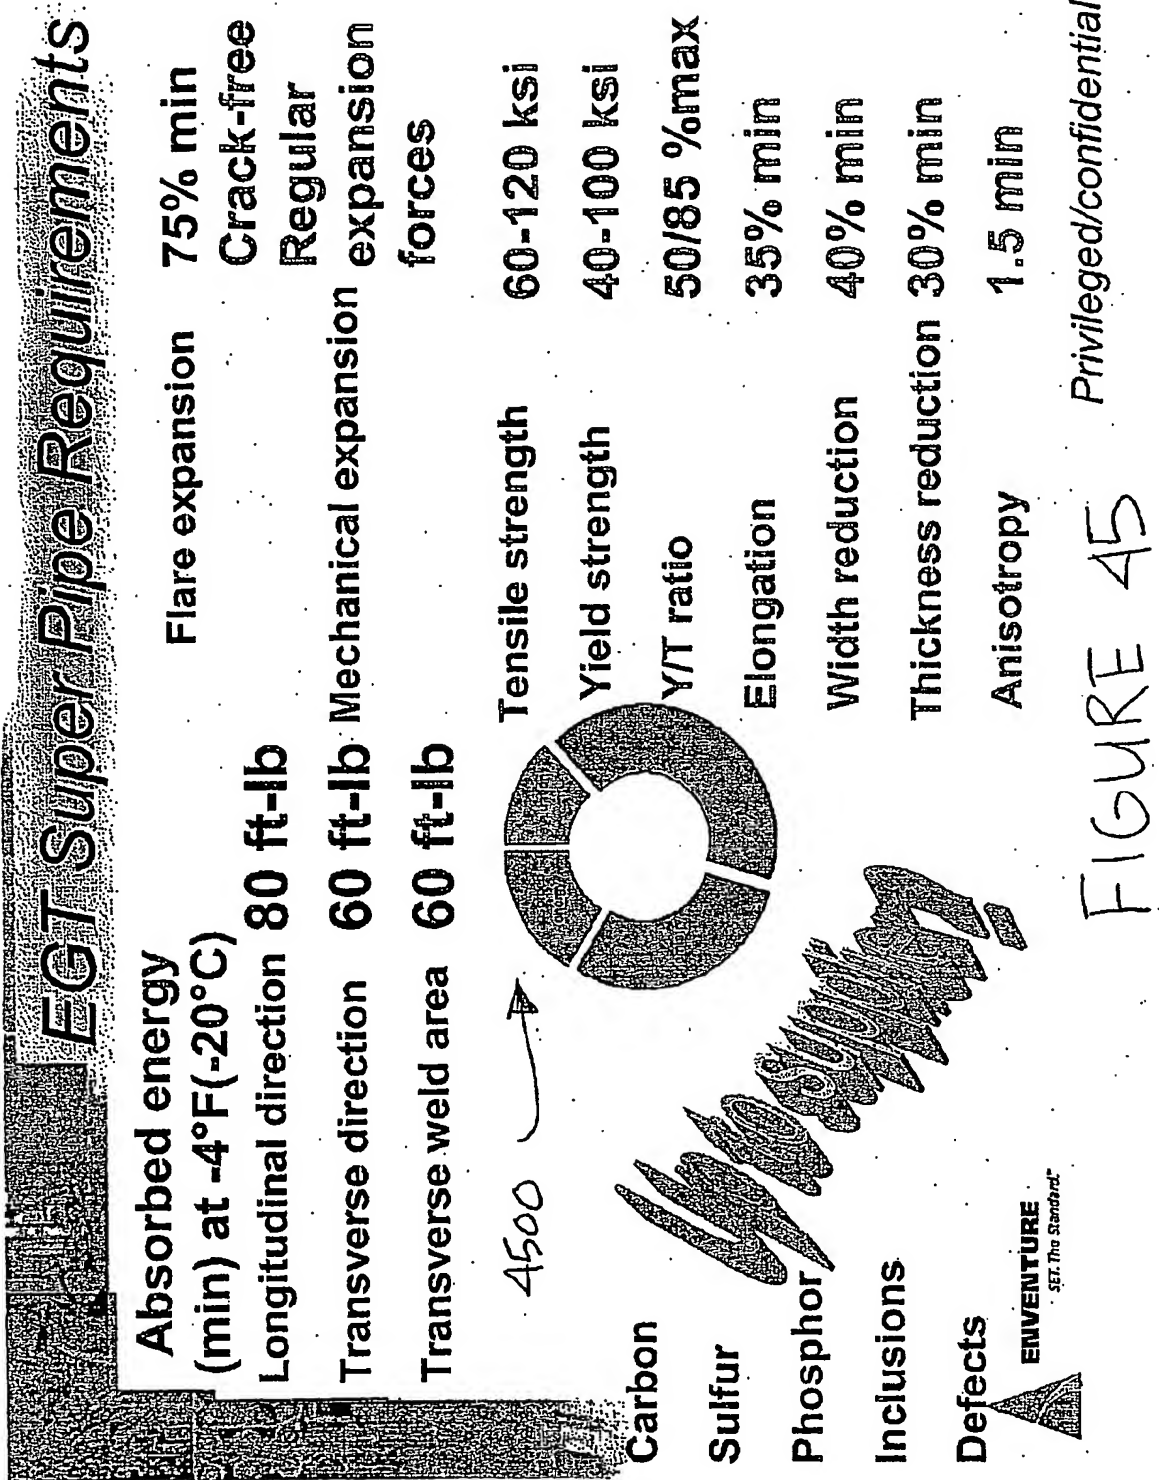 EGT Super Pipe Requirements
Absorbed energy
(min) at -4°F(-20°C)
Longitudinal direction 80 ft-lb
Transverse direction 60 ft-lb
Transverse weld area 60 ft-lb
Flare expansion 75% min
Mechanical expansion Crack-free
Regular
expansion
forces
4500
Tensile strength 60-120 ksi
Yield strength 40-100 ksi
Y/T ratio 50/85 %max
Elongation 35% min
Width reduction 40% min
Thickness reduction 30% min
Anisotropy 1.5 min
Carbon
Sulfur
Phosphor
Inclusions
Defects
ENVENTURE
SET. The Standard.™
Privileged/confidential
FIGURE 45